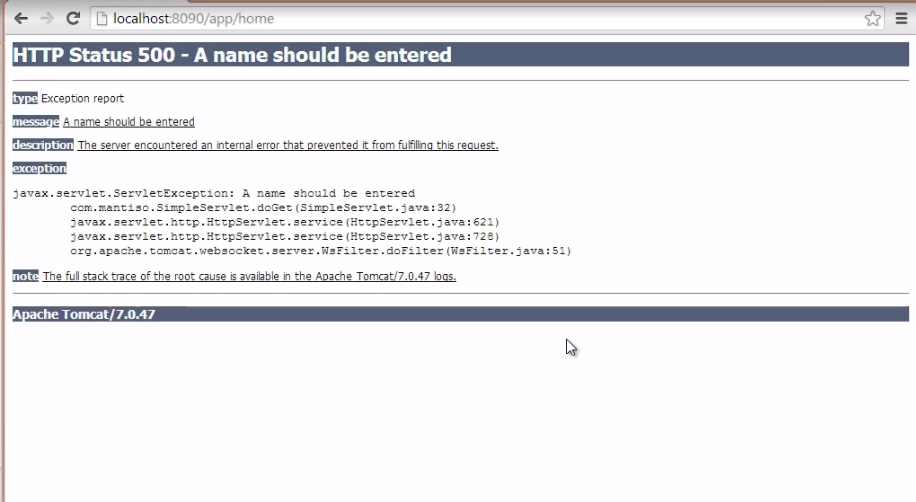 localhost:8090/app/home
HTTP Status 500 - A name should be entered
type Exception report
message A name should be entered
description The server encountered an internal error that prevented it from fulfilling this request.
exception
javax.servlet.ServletException: A name should be entered
com.mantiso.SimpleServlet.doGet(SimpleServlet.java:32)
javax.servlet.http.HttpServlet.service(HttpServlet.java:621)
javax.servlet.http.HttpServlet.service(HttpServlet.java:728)
org.apache.tomcat.websocket.server.WsFilter.doFilter(WsFilter.java:51)
note The full stack trace of the root cause is available in the Apache Tomcat/7.0.47 logs.
Apache Tomcat/7.0.47